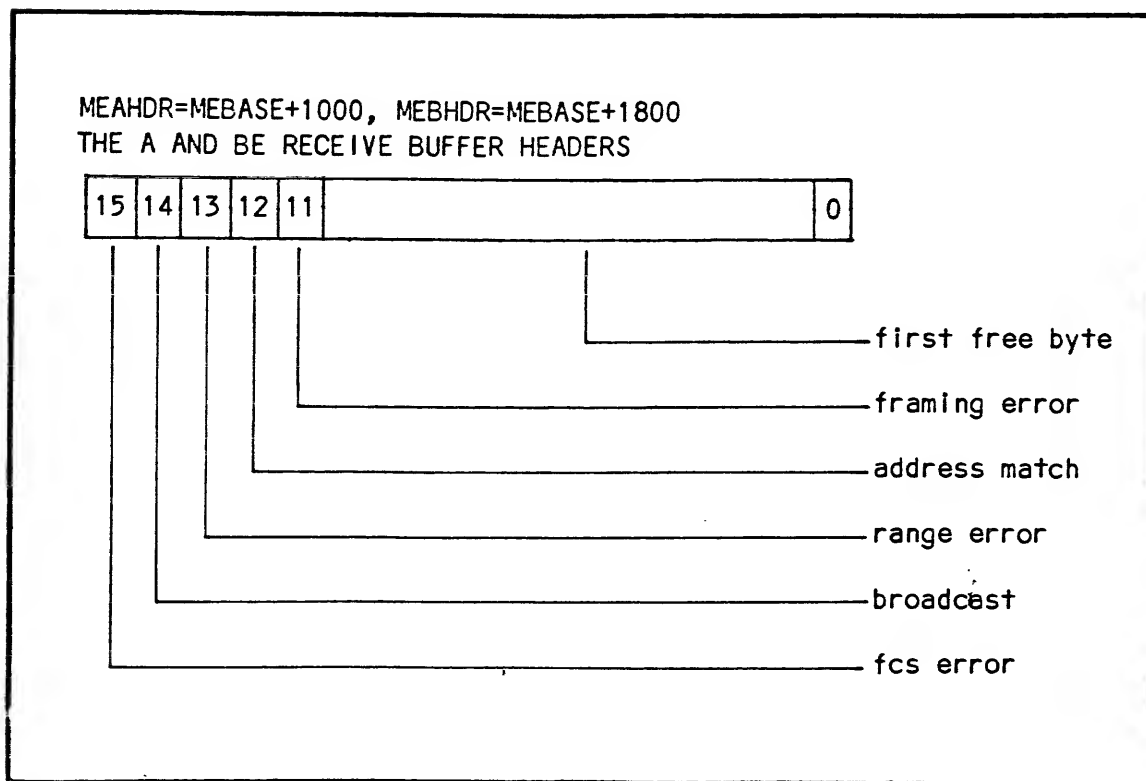 MEAHDR=MEBASE+1000, MEBHDR=MEBASE+1800
THE A AND BE RECEIVE BUFFER HEADERS
15 14 13 12 11 0
first free byte
framing error
address match
range error
broadcast
fcs error